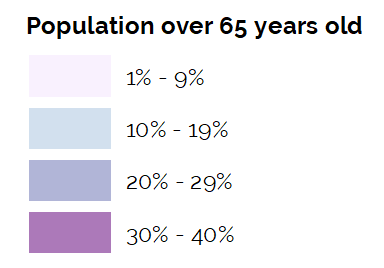 Population over 65 years old
1% - 9%
10% - 19%
20% - 29%
30% - 40%